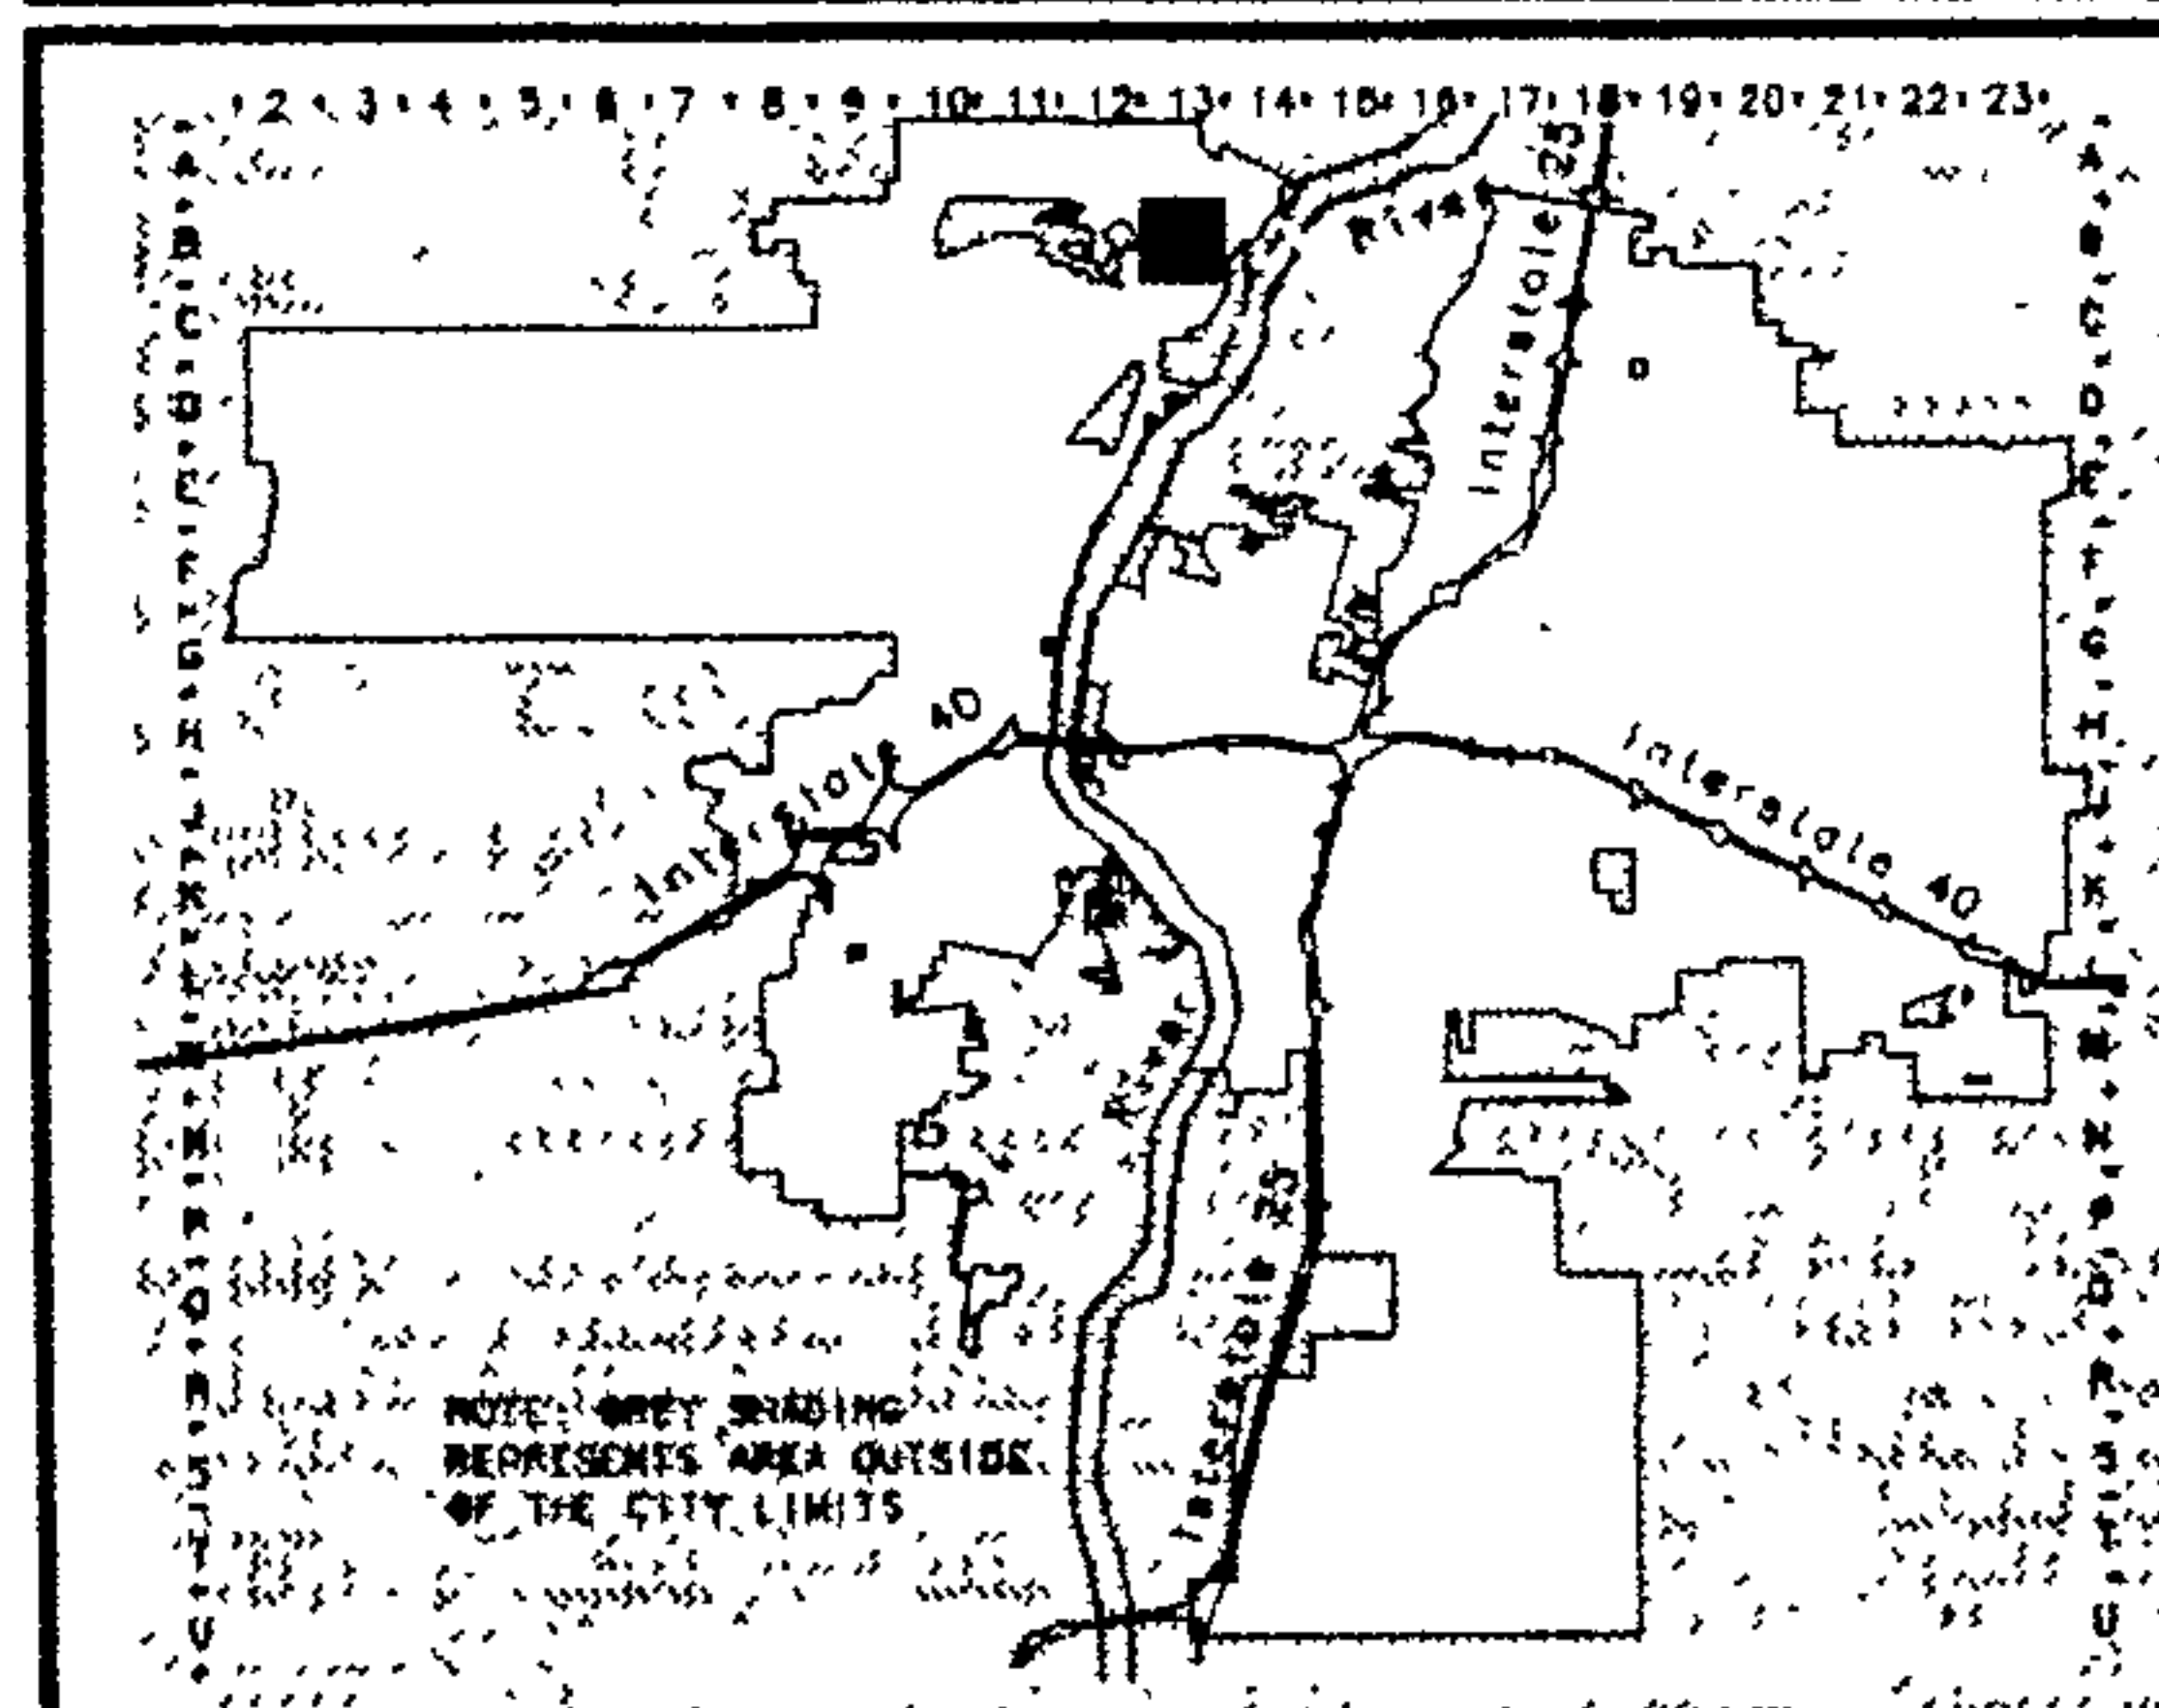 2 3 4 5 6 7 8 9 10 11 12 13 14 15 16 17 18 19 20 21 22 23
A
B
C
D
E
F
G
H
J
K
L
M
N
P
Q
R
S
T
U
A
B
C
D
E
F
G
H
J
K
L
M
N
P
Q
R
S
T
U
River
Interstate 25
Interstate 40
Interstate 40
River
Interstate 25
NOTE: GREY SHADING
REPRESENTS AREA OUTSIDE
OF THE CITY LIMITS